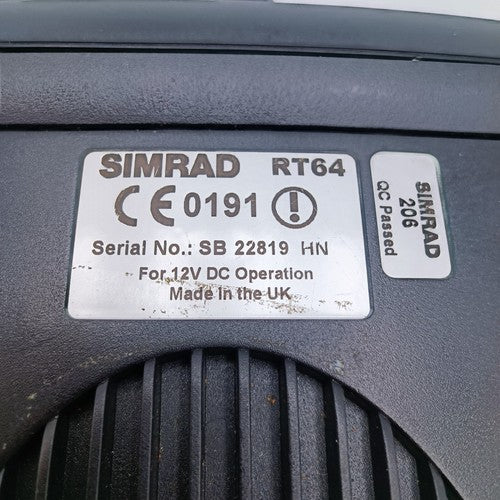 SIMRAD RT64
CE 0191
Serial No.: SB 22819 HN
For 12V DC Operation
Made in the UK
SIMRAD
206
QC Passed